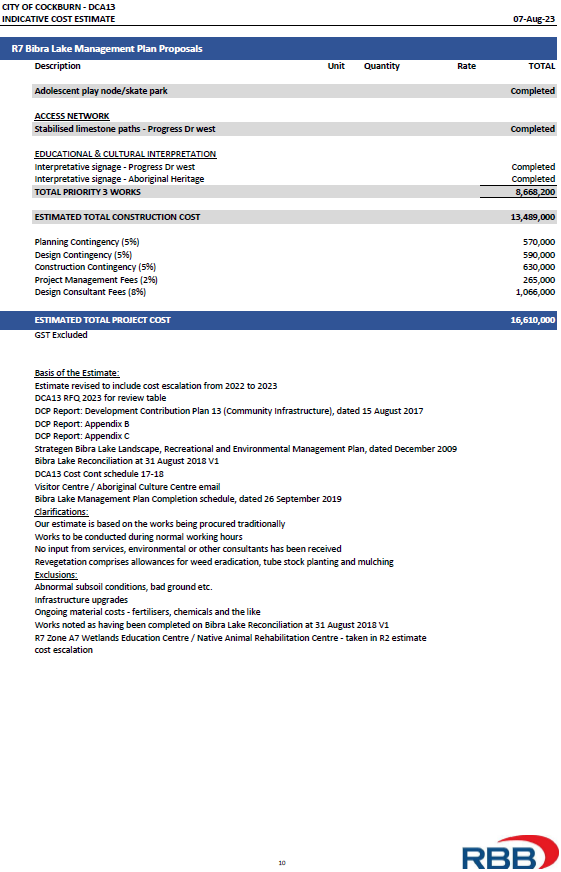 CITY OF COCKBURN - DCA13
INDICATIVE COST ESTIMATE 07-Aug-23
R7 Bibra Lake Management Plan Proposals
Description Unit Quantity Rate TOTAL
Adolescent play node/skate park Completed
ACCESS NETWORK
Stabilised limestone paths - Progress Dr west Completed
EDUCATIONAL & CULTURAL INTERPRETATION
Interpretative signage - Progress Dr west Completed
Interpretative signage - Aboriginal Heritage Completed
TOTAL PRIORITY 3 WORKS 8,668,200
ESTIMATED TOTAL CONSTRUCTION COST 13,489,000
Planning Contingency (5%) 570,000
Design Contingency (5%) 590,000
Construction Contingency (5%) 630,000
Project Management Fees (2%) 265,000
Design Consultant Fees (8%) 1,066,000
ESTIMATED TOTAL PROJECT COST 16,610,000
GST Excluded
Basis of the Estimate:
Estimate revised to include cost escalation from 2022 to 2023
DCA13 RFQ 2023 for review table
DCP Report: Development Contribution Plan 13 (Community Infrastructure), dated 15 August 2017
DCP Report: Appendix B
DCP Report: Appendix C
Strategen Bibra Lake Landscape, Recreational and Environmental Management Plan, dated December 2009
Bibra Lake Reconciliation at 31 August 2018 V1
DCA13 Cost Cont schedule 17-18
Visitor Centre / Aboriginal Culture Centre email
Bibra Lake Management Plan Completion schedule, dated 26 September 2019
Clarifications:
Our estimate is based on the works being procured traditionally
Works to be conducted during normal working hours
No input from services, environmental or other consultants has been received
Revegetation comprises allowances for weed eradication, tube stock planting and mulching
Exclusions:
Abnormal subsoil conditions, bad ground etc.
Infrastructure upgrades
Ongoing material costs - fertilisers, chemicals and the like
Works noted as having been completed on Bibra Lake Reconciliation at 31 August 2018 V1
R7 Zone A7 Wetlands Education Centre / Native Animal Rehabilitation Centre - taken in R2 estimate
cost escalation
10
RBB